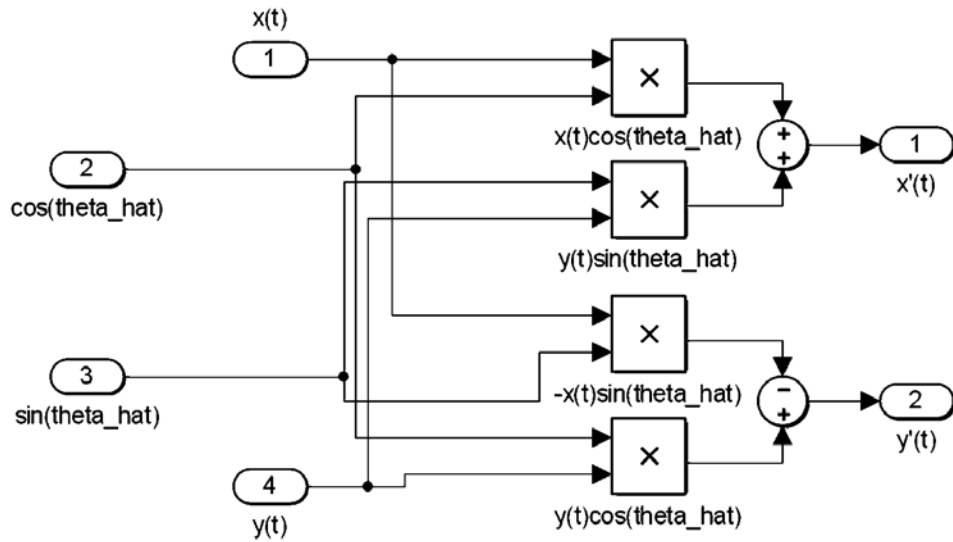 x(t)
1
2
cos(theta_hat)
3
sin(theta_hat)
4
y(t)
×
x(t)cos(theta_hat)
×
y(t)sin(theta_hat)
×
-x(t)sin(theta_hat)
×
y(t)cos(theta_hat)
+
+
1
x'(t)
−
+
2
y'(t)